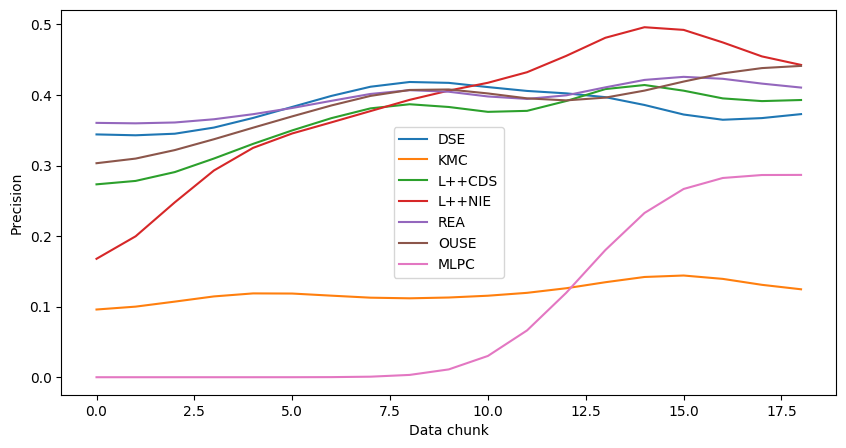 0.5
0.4
0.3
0.2
0.1
0.0
Precision
DSE
KMC
L++CDS
L++NIE
REA
OUSE
MLPC
0.0 2.5 5.0 7.5 10.0 12.5 15.0 17.5
Data chunk